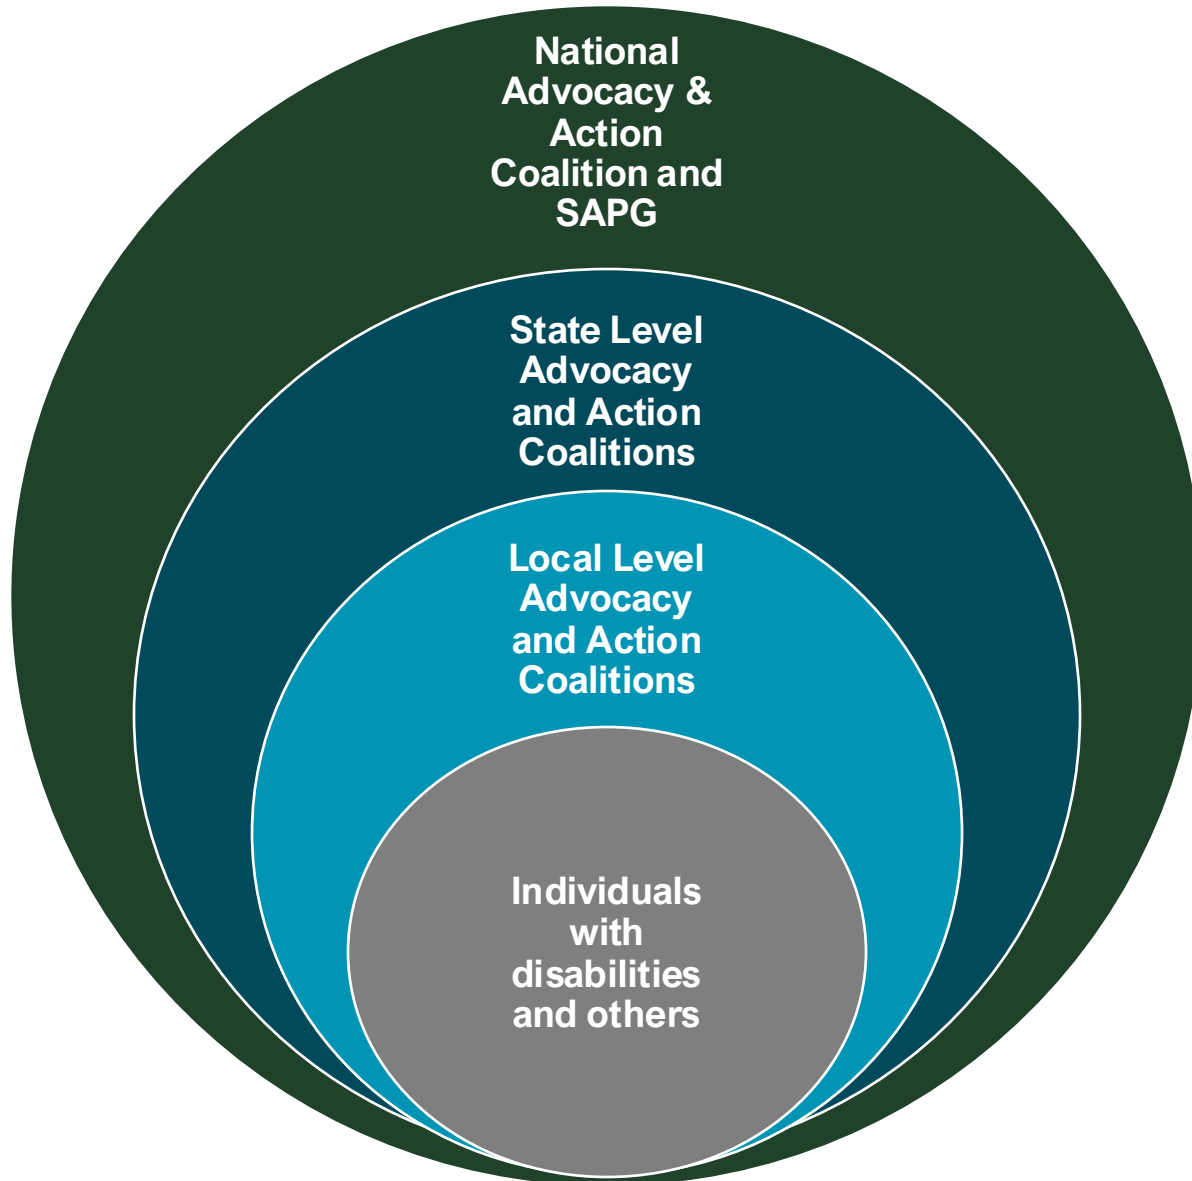 National
Advocacy &
Action
Coalition and
SAPG
State Level
Advocacy
and Action
Coalitions
Local Level
Advocacy
and Action
Coalitions
Individuals
with
disabilities
and others